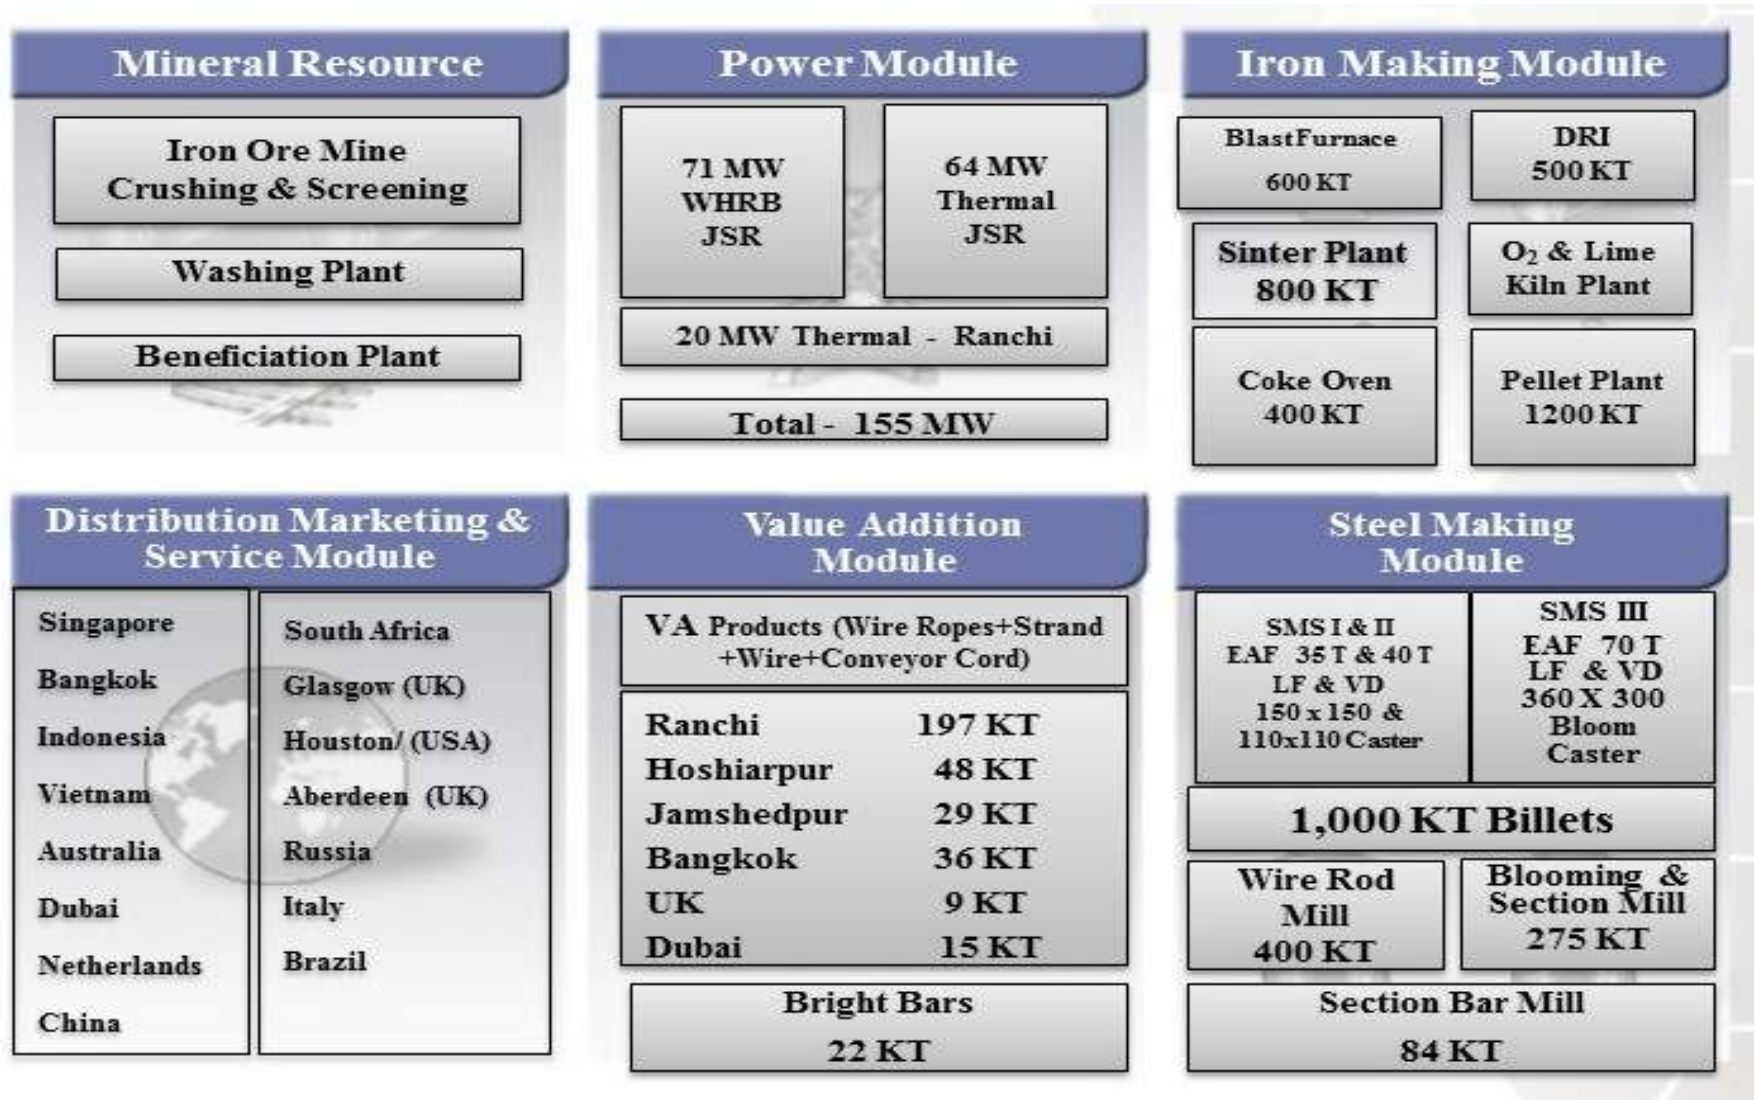 Mineral Resource
Iron Ore Mine
Crushing & Screening
Washing Plant
Beneficiation Plant
Power Module
71 MW
WHRB
JSR
64 MW
Thermal
JSR
20 MW Thermal - Ranchi
Total - 155 MW
Iron Making Module
Blast Furnace
600 KT
DRI
500 KT
Sinter Plant
800 KT
O₂ & Lime
Kiln Plant
Coke Oven
400 KT
Pellet Plant
1200 KT
Distribution Marketing &
Service Module
Singapore
Bangkok
Indonesia
Vietnam
Australia
Dubai
Netherlands
China
South Africa
Glasgow (UK)
Houston/ (USA)
Aberdeen (UK)
Russia
Italy
Brazil
Value Addition
Module
VA Products (Wire Ropes+Strand
+Wire+Conveyor Cord)
Ranchi 197 KT
Hoshiarpur 48 KT
Jamshedpur 29 KT
Bangkok 36 KT
UK 9 KT
Dubai 15 KT
Bright Bars
22 KT
Steel Making
Module
SMS I & II
EAF 35 T & 40 T
LF & VD
150 x 150 &
110x110 Caster
SMS III
EAF 70 T
LF & VD
360 X 300
Bloom
Caster
1,000 KT Billets
Wire Rod
Mill
400 KT
Blooming &
Section Mill
275 KT
Section Bar Mill
84 KT